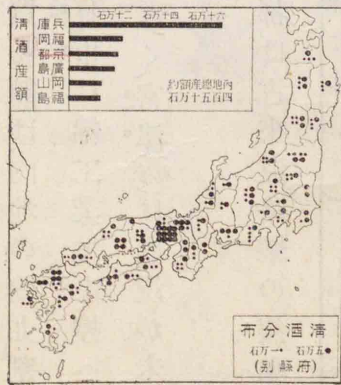 清酒産額
二十万石 四十万石 六十万石
兵庫
福岡
京都
廣島
岡山
福島
内地總産額約
四百五十万石
清酒分布
●五万石 •一万石
(府縣別)